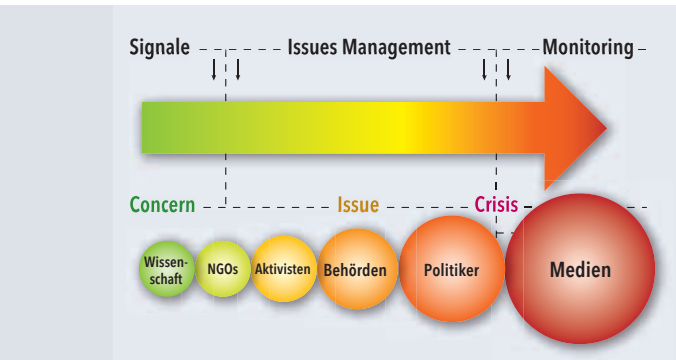 Signale Issues Management Monitoring
Concern Issue Crisis
Wissen-
schaft NGOs Aktivisten Behörden Politiker Medien